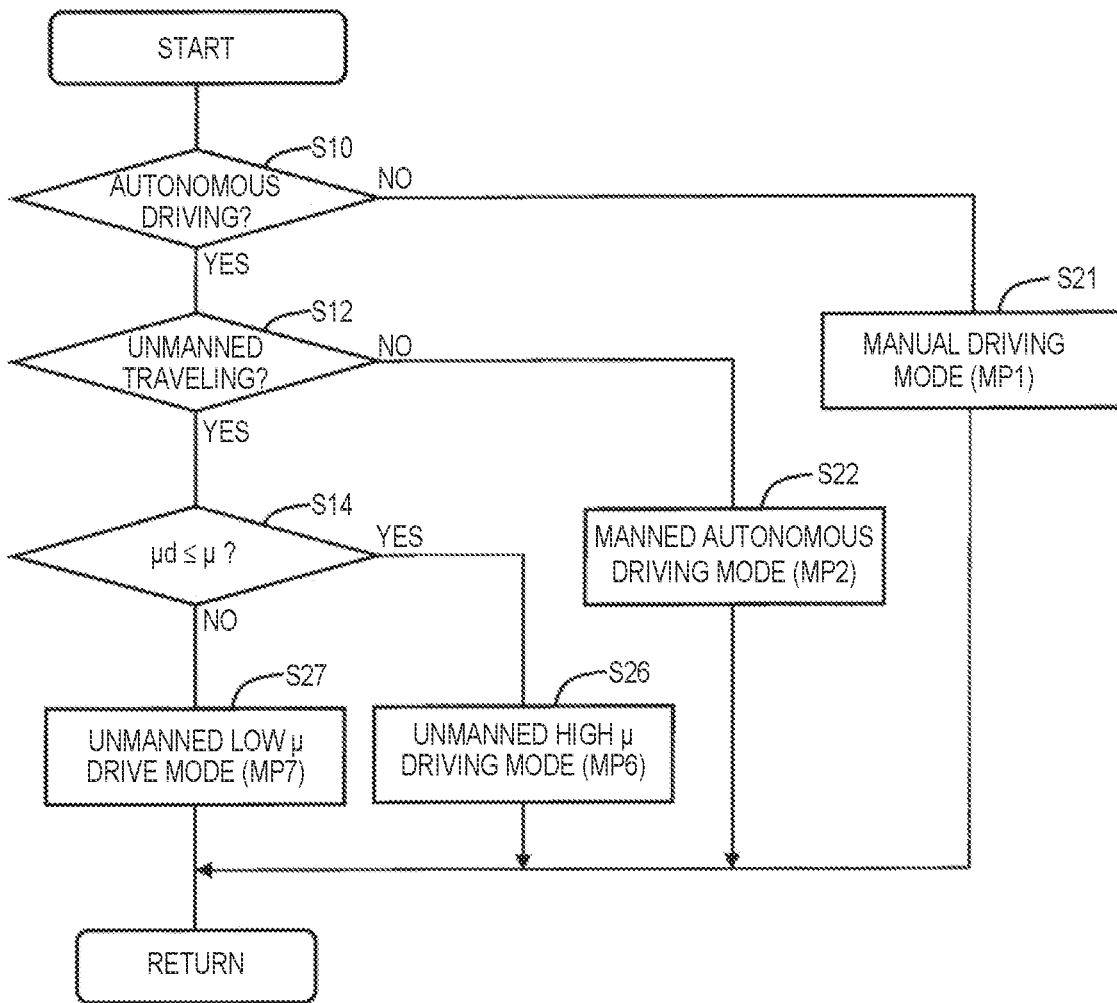 START
S10
AUTONOMOUS
DRIVING?
NO
YES
S12
UNMANNED
TRAVELING?
NO
YES
S21
MANUAL DRIVING
MODE (MP1)
S14
μd ≤ μ ?
YES
NO
S22
MANNED AUTONOMOUS
DRIVING MODE (MP2)
S27
UNMANNED LOW μ
DRIVE MODE (MP7)
S26
UNMANNED HIGH μ
DRIVING MODE (MP6)
RETURN